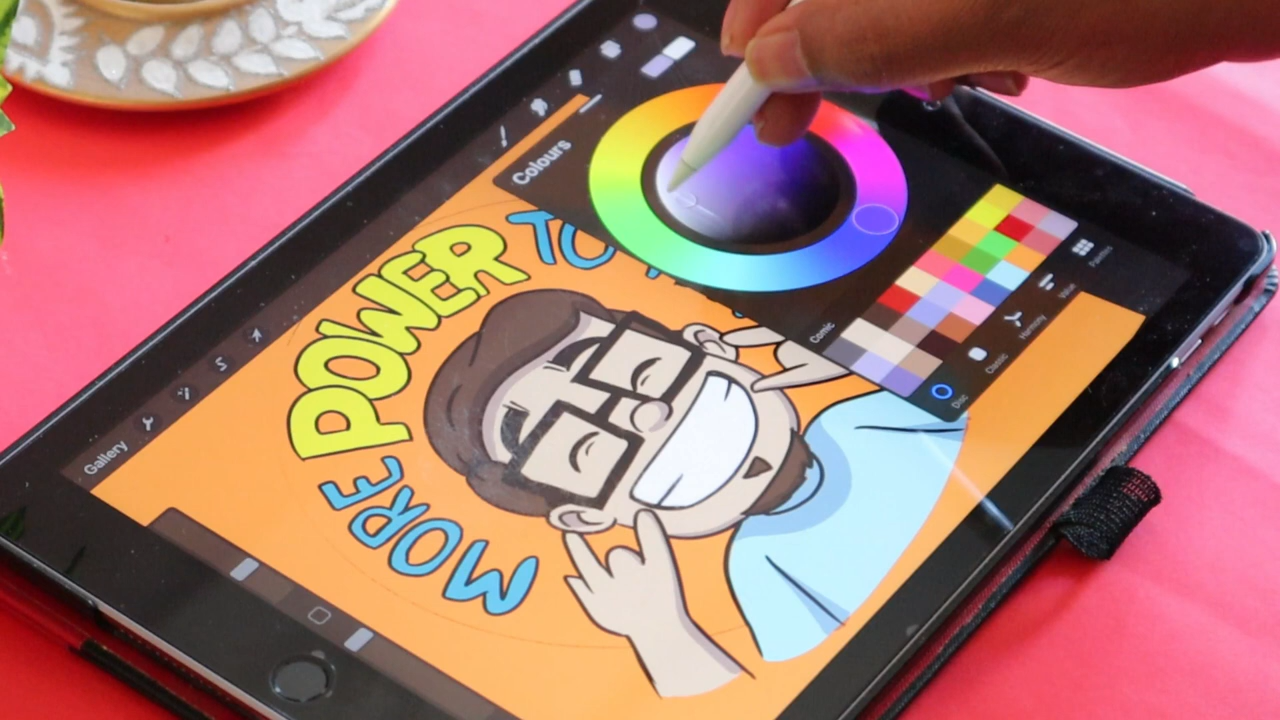 Gallery
S
MORE POWER TO
Colours
Comic
Disc
Classic
Harmony
Value
Palettes